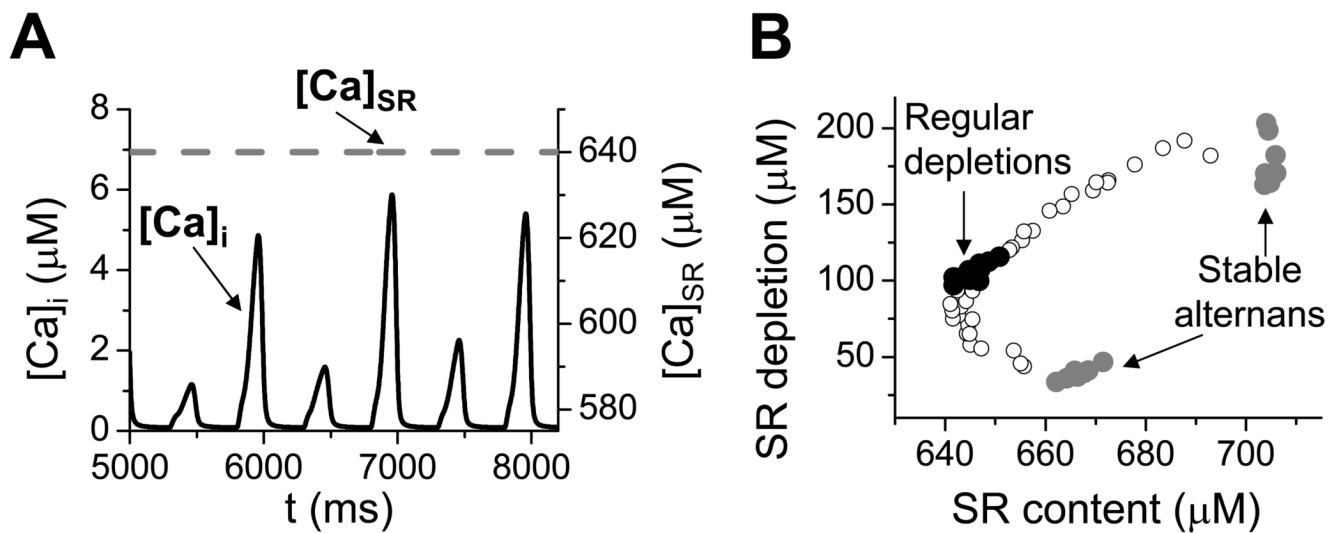 A
[Ca]SR
[Ca]i
[Ca]i (μM)
8
6
4
2
0
5000 6000 7000 8000
t (ms)
640
620
600
580
[Ca]SR (μM)
B
Regular
depletions
Stable
alternans
SR depletion (μM)
200
150
100
50
640 660 680 700
SR content (μM)